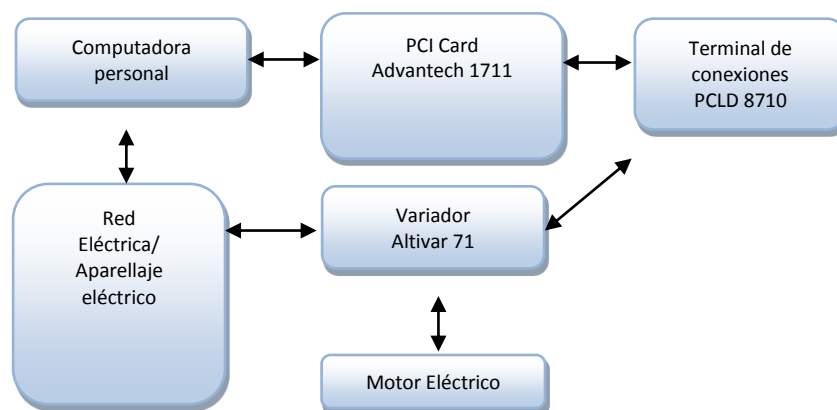 Computadora
personal
PCI Card
Advantech 1711
Terminal de
conexiones
PCLD 8710
Red
Eléctrica/
Aparellaje
eléctrico
Variador
Altivar 71
Motor Eléctrico